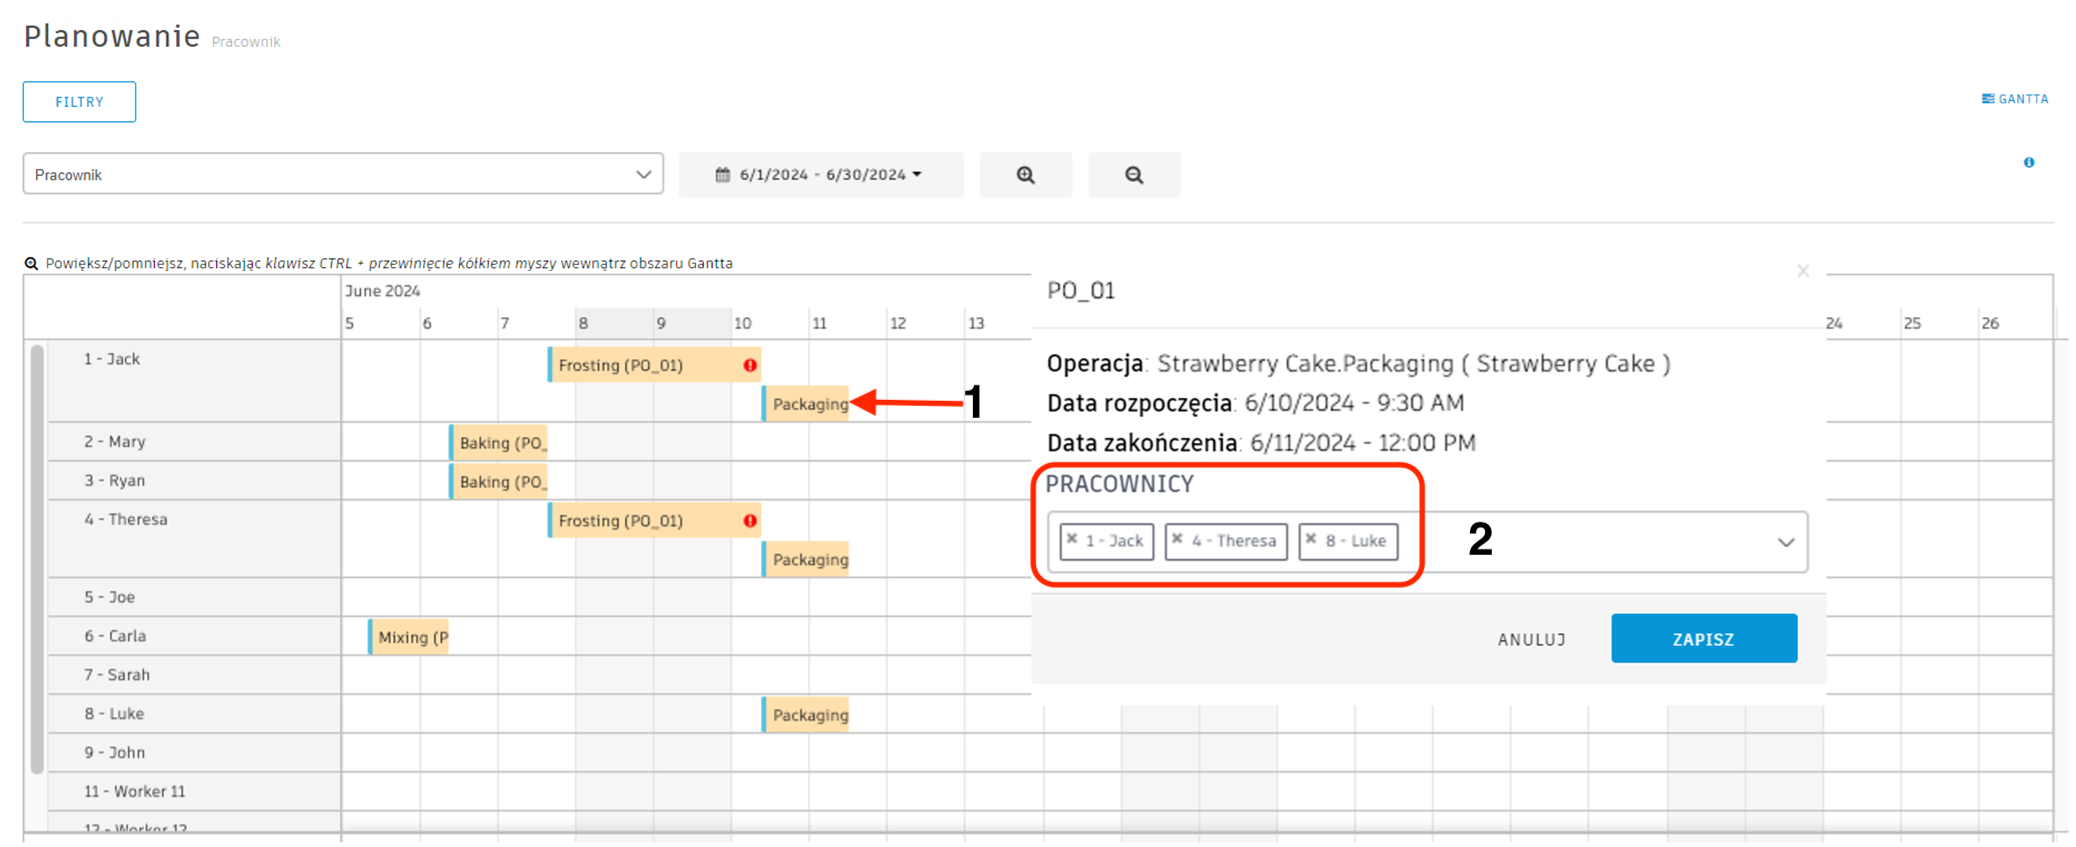 Planowanie Pracownik
FILTRY
GANTTA
Pracownik
6/1/2024 - 6/30/2024
Powiększ/pomniejsz, naciskając klawisz CTRL + przewinięcie kółkiem myszy wewnątrz obszaru Gantta
June 2024
5 6 7 8 9 10 11 12 13 24 25 26
1 - Jack
Frosting (PO_01)
Packaging
1
2 - Mary
Baking (PO_
3 - Ryan
Baking (PO_
4 - Theresa
Frosting (PO_01)
Packaging
5 - Joe
6 - Carla
Mixing (P
7 - Sarah
8 - Luke
Packaging
9 - John
11 - Worker 11
12 - Worker 12
PO_01
Operacja: Strawberry Cake.Packaging ( Strawberry Cake )
Data rozpoczęcia: 6/10/2024 - 9:30 AM
Data zakończenia: 6/11/2024 - 12:00 PM
PRACOWNICY
× 1 - Jack × 4 - Theresa × 8 - Luke
2
ANULUJ
ZAPISZ